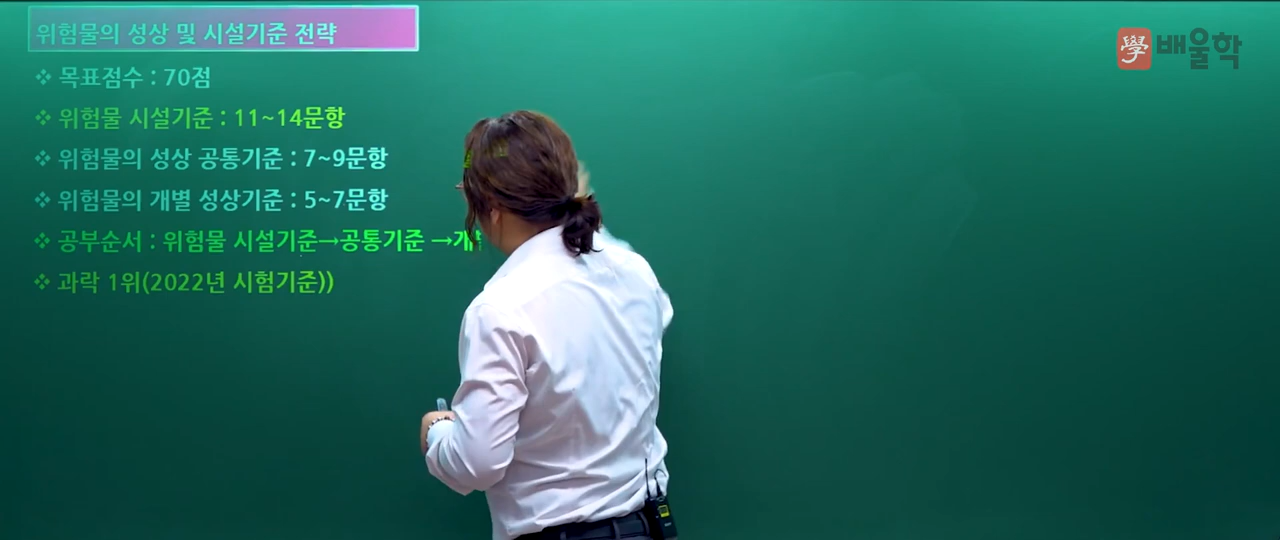 위험물의 성상 및 시설기준 전략
學 배울학
❖ 목표점수 : 70점
❖ 위험물 시설기준 : 11~14문항
❖ 위험물의 성상 공통기준 : 7~9문항
❖ 위험물의 개별 성상기준 : 5~7문항
❖ 공부순서 : 위험물 시설기준→공통기준 →
❖ 과락 1위(2022년 시험기준))